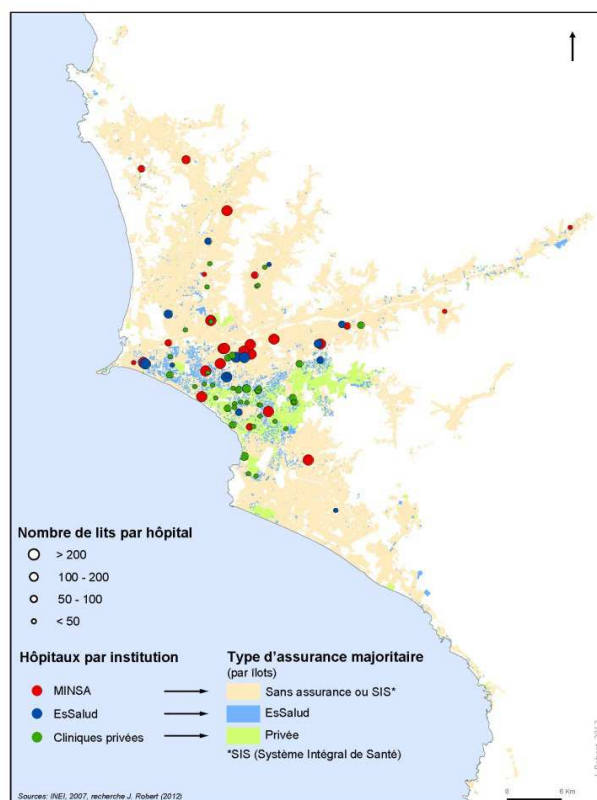 Nombre de lits par hôpital
> 200
100 - 200
50 - 100
< 50
Hôpitaux par institution
MINSA
EsSalud
Cliniques privées
Type d'assurance majoritaire
(par îlots)
Sans assurance ou SIS*
EsSalud
Privée
*SIS (Système Intégral de Santé)
Sources: INEI, 2007, recherche J. Robert (2012)
0 6 Km